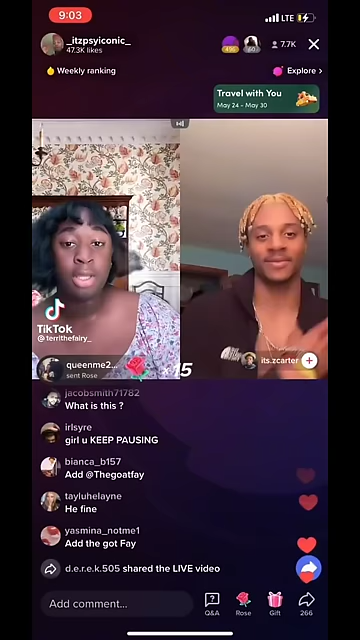 9:03
LTE
_itzpsyiconic_
47.3K likes
496
60
7.7K
Weekly ranking
Explore >
Travel with You
May 24 - May 30
TikTok
@territhefairy_
queenme2...
sent Rose
15
its.zcarter
jacobsmith71782
What is this ?
irlsyre
girl u KEEP PAUSING
bianca_b157
Add @Thegoatfay
tayluhelayne
He fine
yasmina_notme1
Add the got Fay
d.e.r.e.k.505 shared the LIVE video
Add comment...
Q&A
Rose
Gift
266